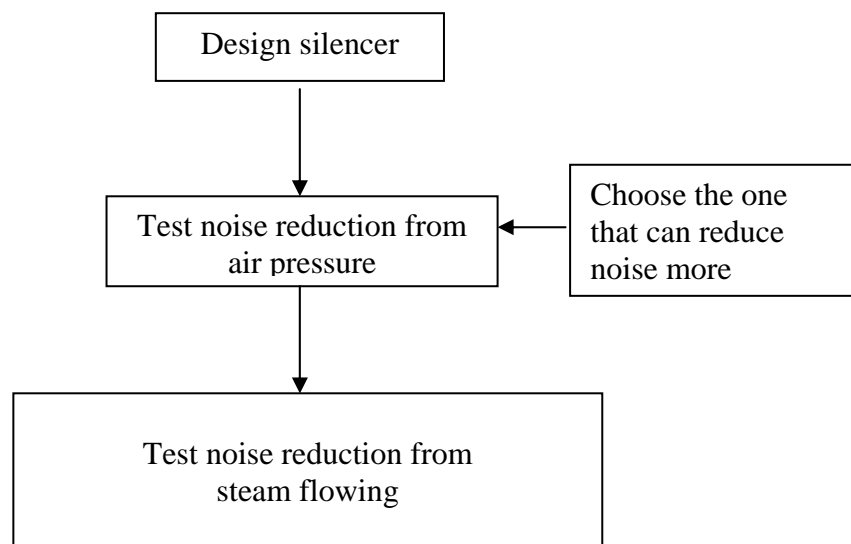 Design silencer
Test noise reduction from
air pressure
Choose the one
that can reduce
noise more
Test noise reduction from
steam flowing